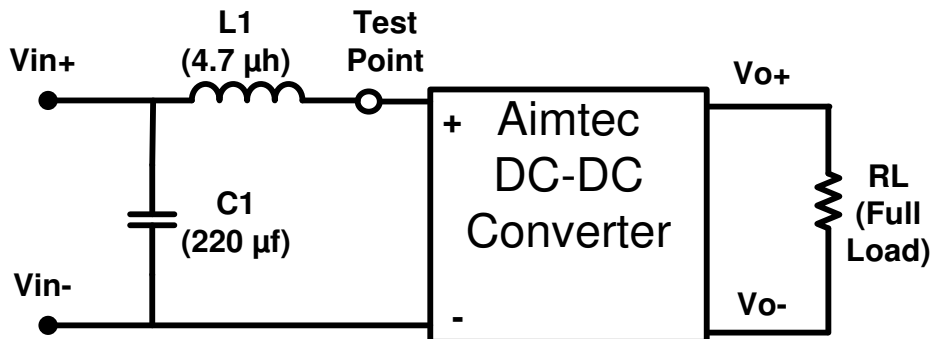 L1
(4.7 µh)
Test
Point
Vin+
Vo+
+
Aimtec
DC-DC
Converter
RL
(Full
Load)
C1
(220 µf)
Vin-
Vo-
-